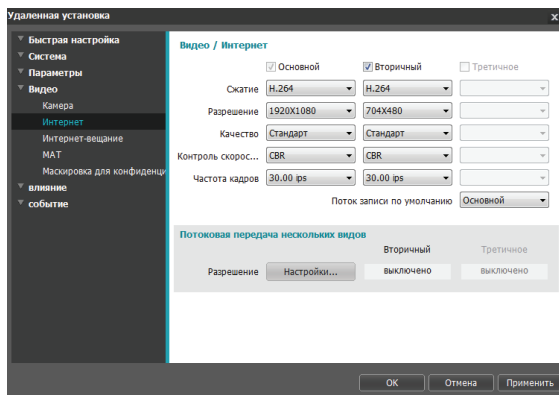 Удаленная установка
x
Быстрая настройка
Система
Параметры
Видео
Камера
Интернет
Интернет-вещание
MAT
Маскировка для конфиденци
влияние
событие
Видео / Интернет
Основной Вторичный Третичное
Сжатие H.264 H.264
Разрешение 1920X1080 704X480
Качество Стандарт Стандарт
Контроль скорос... CBR CBR
Частота кадров 30.00 ips 30.00 ips
Поток записи по умолчанию Основной
Потоковая передача нескольких видов
Вторичный Третичное
Разрешение Настройки... выключено выключено
OK Отмена Применить